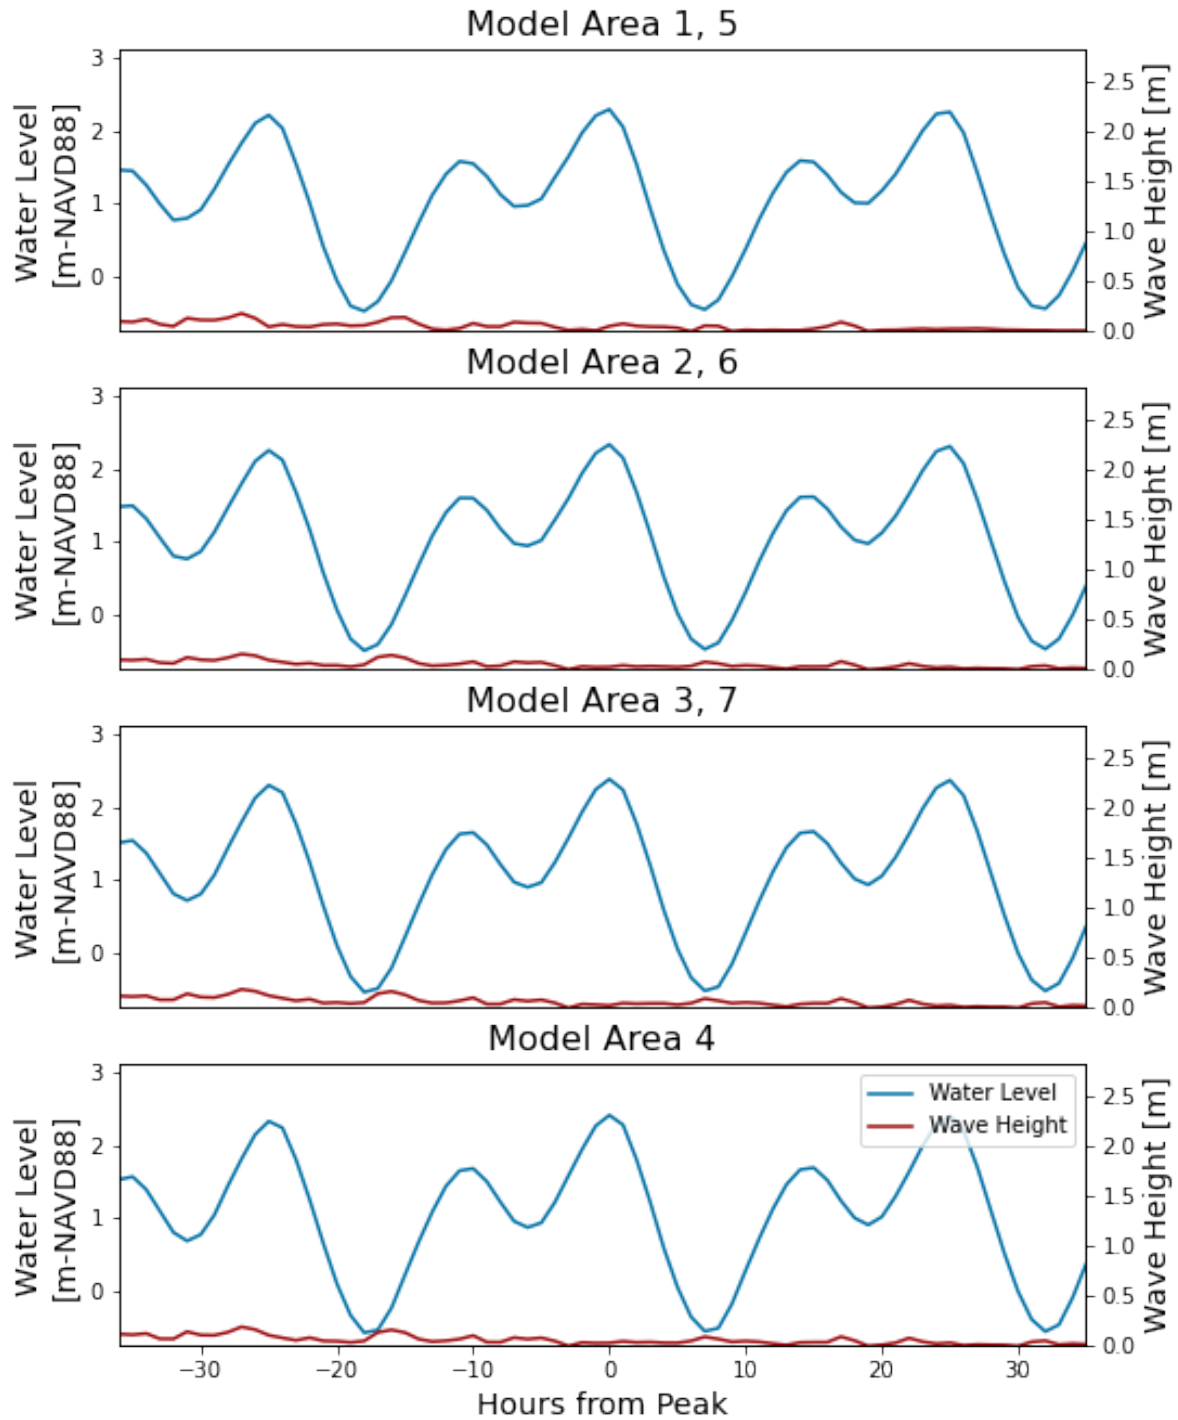 Model Area 1, 5
3
2
1
0
Water Level
[m-NAVD88]
2.5
2.0
1.5
1.0
0.5
0.0
Wave Height [m]
Model Area 2, 6
3
2
1
0
Water Level
[m-NAVD88]
2.5
2.0
1.5
1.0
0.5
0.0
Wave Height [m]
Model Area 3, 7
3
2
1
0
Water Level
[m-NAVD88]
2.5
2.0
1.5
1.0
0.5
0.0
Wave Height [m]
Model Area 4
3
2
1
0
Water Level
[m-NAVD88]
Water Level
Wave Height
2.5
2.0
1.5
1.0
0.5
0.0
Wave Height [m]
−30 −20 −10 0 10 20 30
Hours from Peak